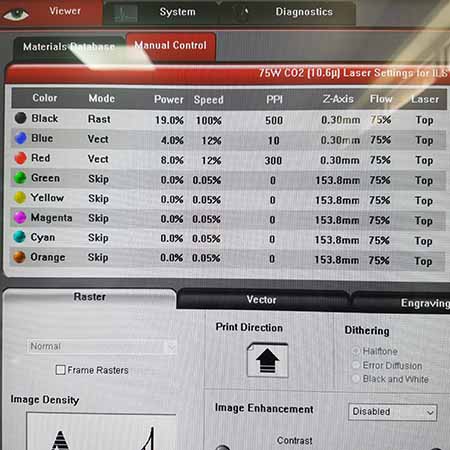 Viewer System Diagnostics
Materials Database Manual Control
75W CO2 (10.6µ) Laser Settings for ILS
Color Mode Power Speed PPI Z-Axis Flow Laser
Black Rast 19.0% 100% 500 0.30mm 75% Top
Blue Vect 4.0% 12% 10 0.30mm 75% Top
Red Vect 8.0% 12% 300 0.30mm 75% Top
Green Skip 0.0% 0.05% 0 153.8mm 75% Top
Yellow Skip 0.0% 0.05% 0 153.8mm 75% Top
Magenta Skip 0.0% 0.05% 0 153.8mm 75% Top
Cyan Skip 0.0% 0.05% 0 153.8mm 75% Top
Orange Skip 0.0% 0.05% 0 153.8mm 75% Top
Raster Vector Engraving
Print Direction Dithering
Normal Halftone
Frame Rasters Error Diffusion
Black and White
Image Density
Image Enhancement Disabled
Contrast